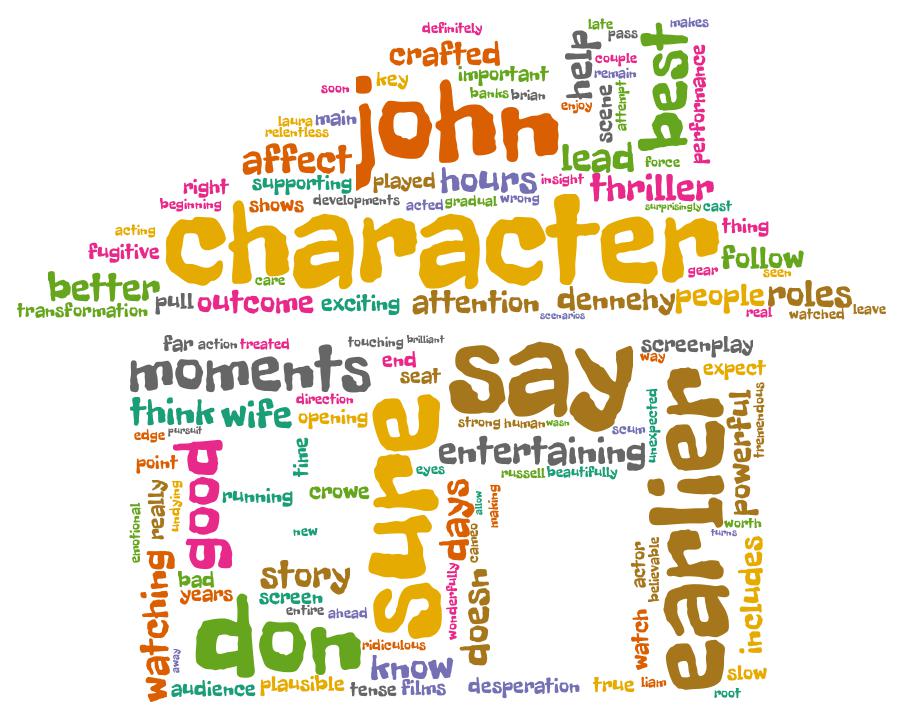 definitely
late
makes
pass
crafted
help
best
couple
performance
soon
key
important
remain
banks
brian
john
enjoy
scene
attempt
laura
main
relentless
affect
lead
force
right
supporting
played
hours
insight
thriller
beginning
shows
developments
acted
gradual
wrong
surprisingly
cast
acting
character
thing
fugitive
follow
care
gear
seen
better
transformation
pull
outcome
exciting
attention
dennehy
people
roles
scenarios
real
watched
leave
far
action
treated
touching
brilliant
say
screenplay
moments
end
way
seat
expect
think
wife
direction
opening
sure
strong
human
wasn
scum
unexpected
earlier
powerful
tremendous
edge
pursuit
good
time
entertaining
point
eyes
russell
beautifully
emotional
really
undying
running
crowe
days
allow
making
new
cameo
worth
turns
watching
bad
years
story
screen
wonderfully
doesn
actor
believable
includes
don
entire
ahead
ridiculous
away
know
watch
audience
plausible
tense
films
desperation
true
liam
slow
root